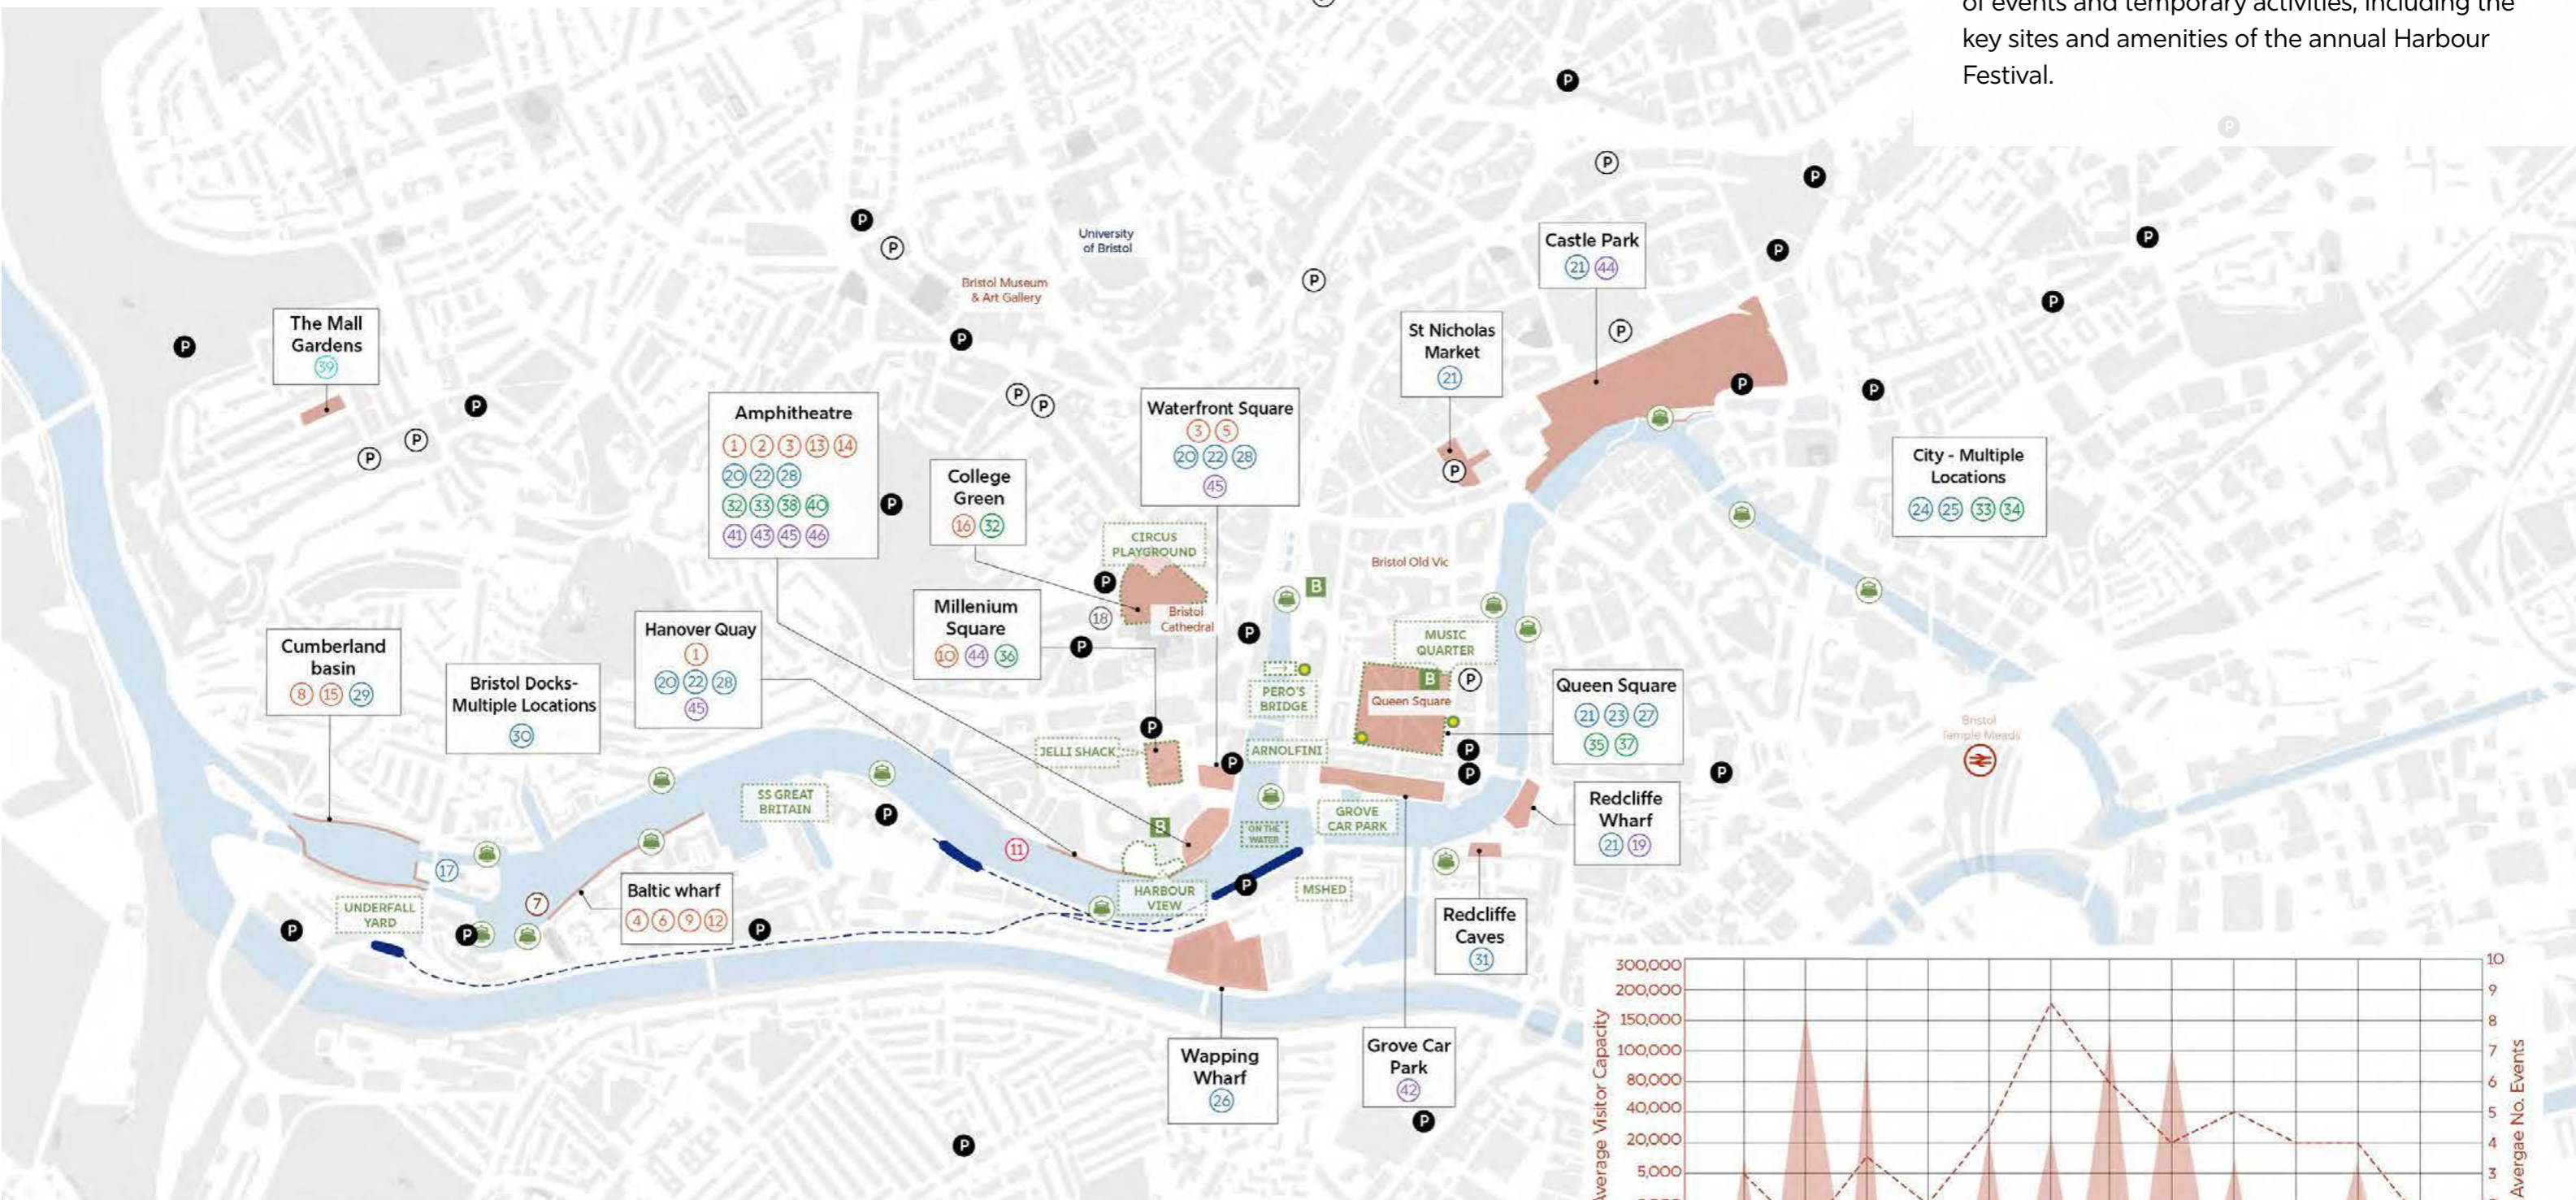 of events and temporary activities, including the
key sites and amenities of the annual Harbour
Festival.
University
of Bristol
Bristol Museum
& Art Gallery
Castle Park
21 44
The Mall
Gardens
39
St Nicholas
Market
21
Amphitheatre
1 2 3 13 14
20 22 28
32 33 38 40
41 43 45 46
Waterfront Square
3 5
20 22 28
45
College
Green
16 32
City - Multiple
Locations
24 25 33 34
CIRCUS
PLAYGROUND
Bristol Old Vic
Bristol
Cathedral
18
Millenium
Square
10 44 36
Hanover Quay
1
20 22 28
45
Cumberland
basin
8 15 29
Bristol Docks-
Multiple Locations
30
MUSIC
QUARTER
PERO'S
BRIDGE
Queen Square
Queen Square
21 23 27
35 37
Bristol
Temple Meads
JELLI SHACK
ARNOLFINI
SS GREAT
BRITAIN
GROVE
CAR PARK
ON THE
WATER
Redcliffe
Wharf
21 19
11
17
7
Baltic wharf
4 6 9 12
HARBOUR
VIEW
MSHED
UNDERFALL
YARD
Redcliffe
Caves
31
Wapping
Wharf
26
Grove Car
Park
42
P
B
300,000
200,000
150,000
100,000
80,000
40,000
20,000
5,000
Average Visitor Capacity
10
9
8
7
6
5
4
3
Avergae No. Events